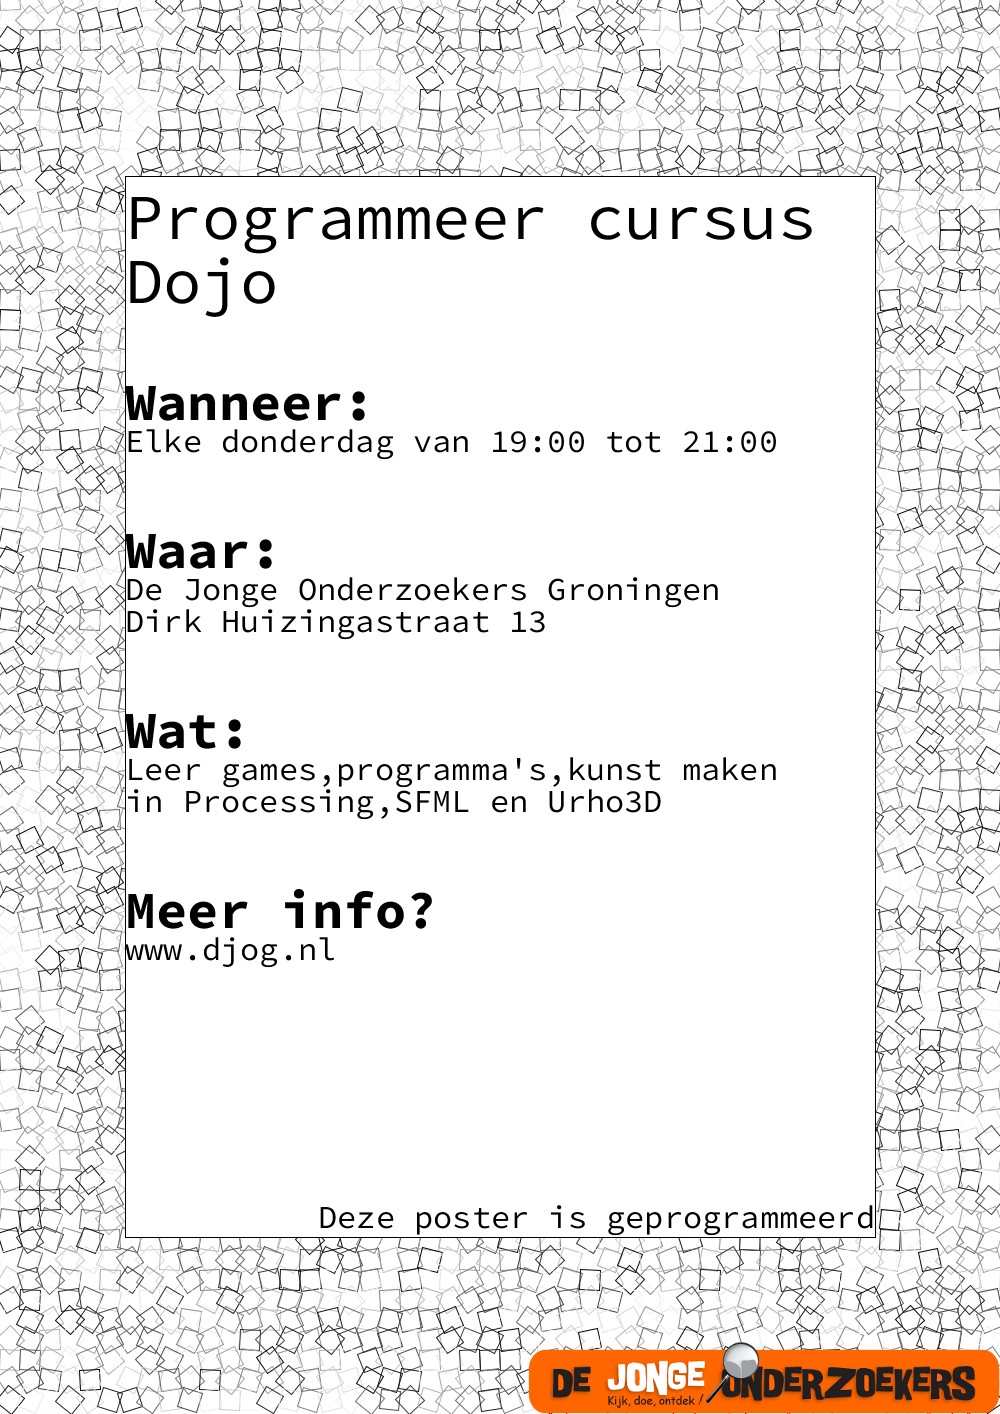 Programmeer cursus
Dojo
Wanneer:
Elke donderdag van 19:00 tot 21:00
Waar:
De Jonge Onderzoekers Groningen
Dirk Huizingastraat 13
Wat:
Leer games,programma's,kunst maken
in Processing,SFML en Urho3D
Meer info?
www.djog.nl
Deze poster is geprogrammeerd
DE JONGE ONDERZOEKERS
Kijk, doe, ontdek !